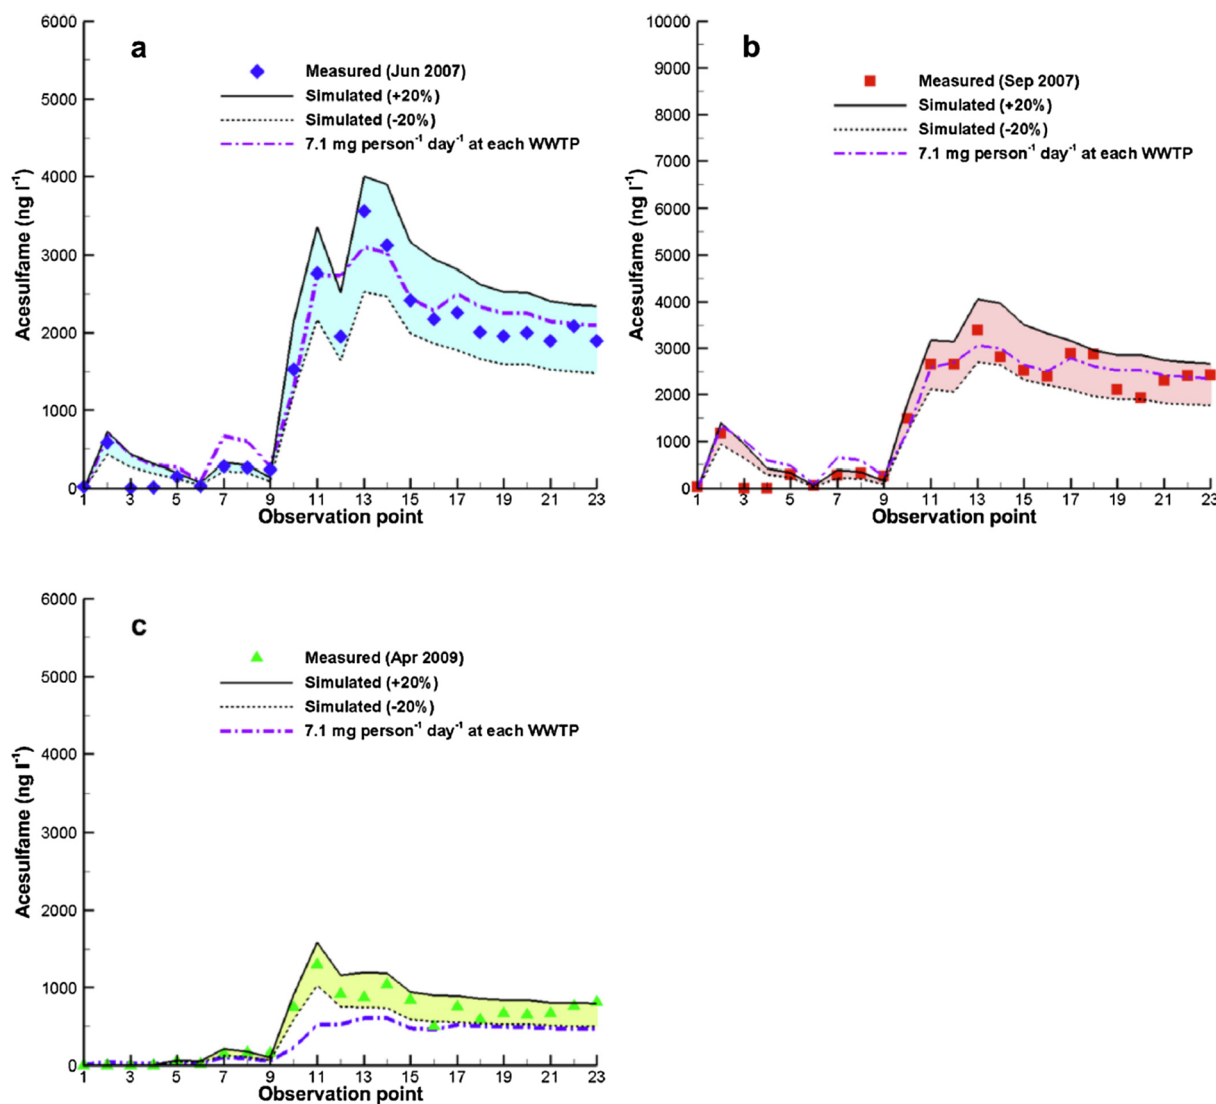 a
Measured (Jun 2007)
Simulated (+20%)
Simulated (-20%)
7.1 mg person⁻¹ day⁻¹ at each WWTP
Acesulfame (ng l⁻¹)
6000
5000
4000
3000
2000
1000
0
1 3 5 7 9 11 13 15 17 19 21 23
Observation point
b
Measured (Sep 2007)
Simulated (+20%)
Simulated (-20%)
7.1 mg person⁻¹ day⁻¹ at each WWTP
Acesulfame (ng l⁻¹)
10000
9000
8000
7000
6000
5000
4000
3000
2000
1000
0
1 3 5 7 9 11 13 15 17 19 21 23
Observation point
c
Measured (Apr 2009)
Simulated (+20%)
Simulated (-20%)
7.1 mg person⁻¹ day⁻¹ at each WWTP
Acesulfame (ng l⁻¹)
6000
5000
4000
3000
2000
1000
0
1 3 5 7 9 11 13 15 17 19 21 23
Observation point